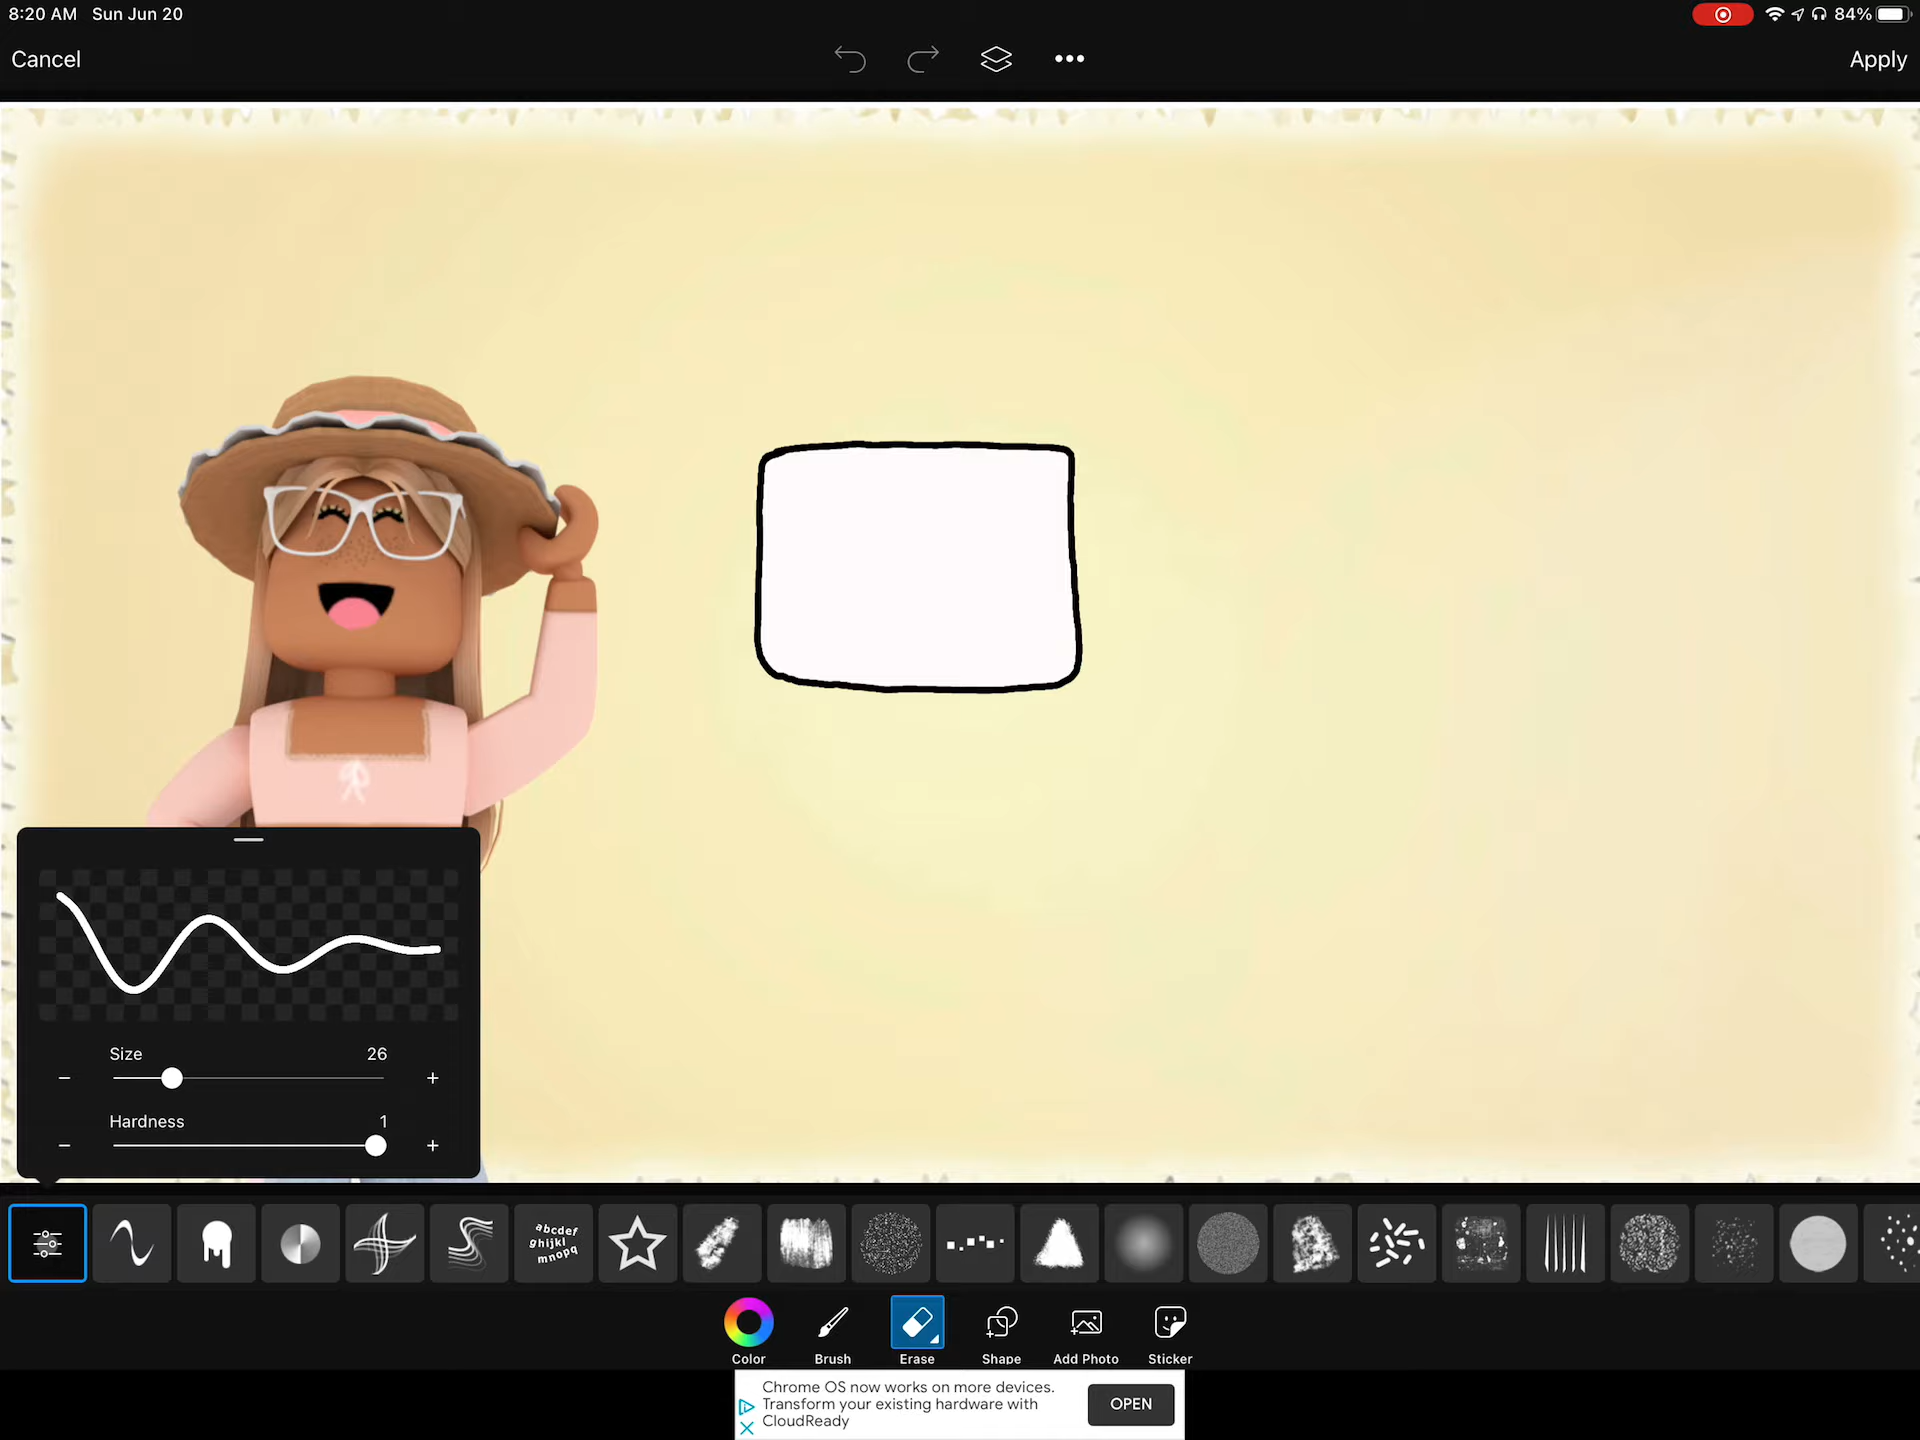 8:20 AM Sun Jun 20
84%
Cancel
Apply
Size 26
Hardness 1
abcdef
ghijkl
mnopq
Color
Brush
Erase
Shape
Add Photo
Sticker
Chrome OS now works on more devices.
Transform your existing hardware with
CloudReady
OPEN